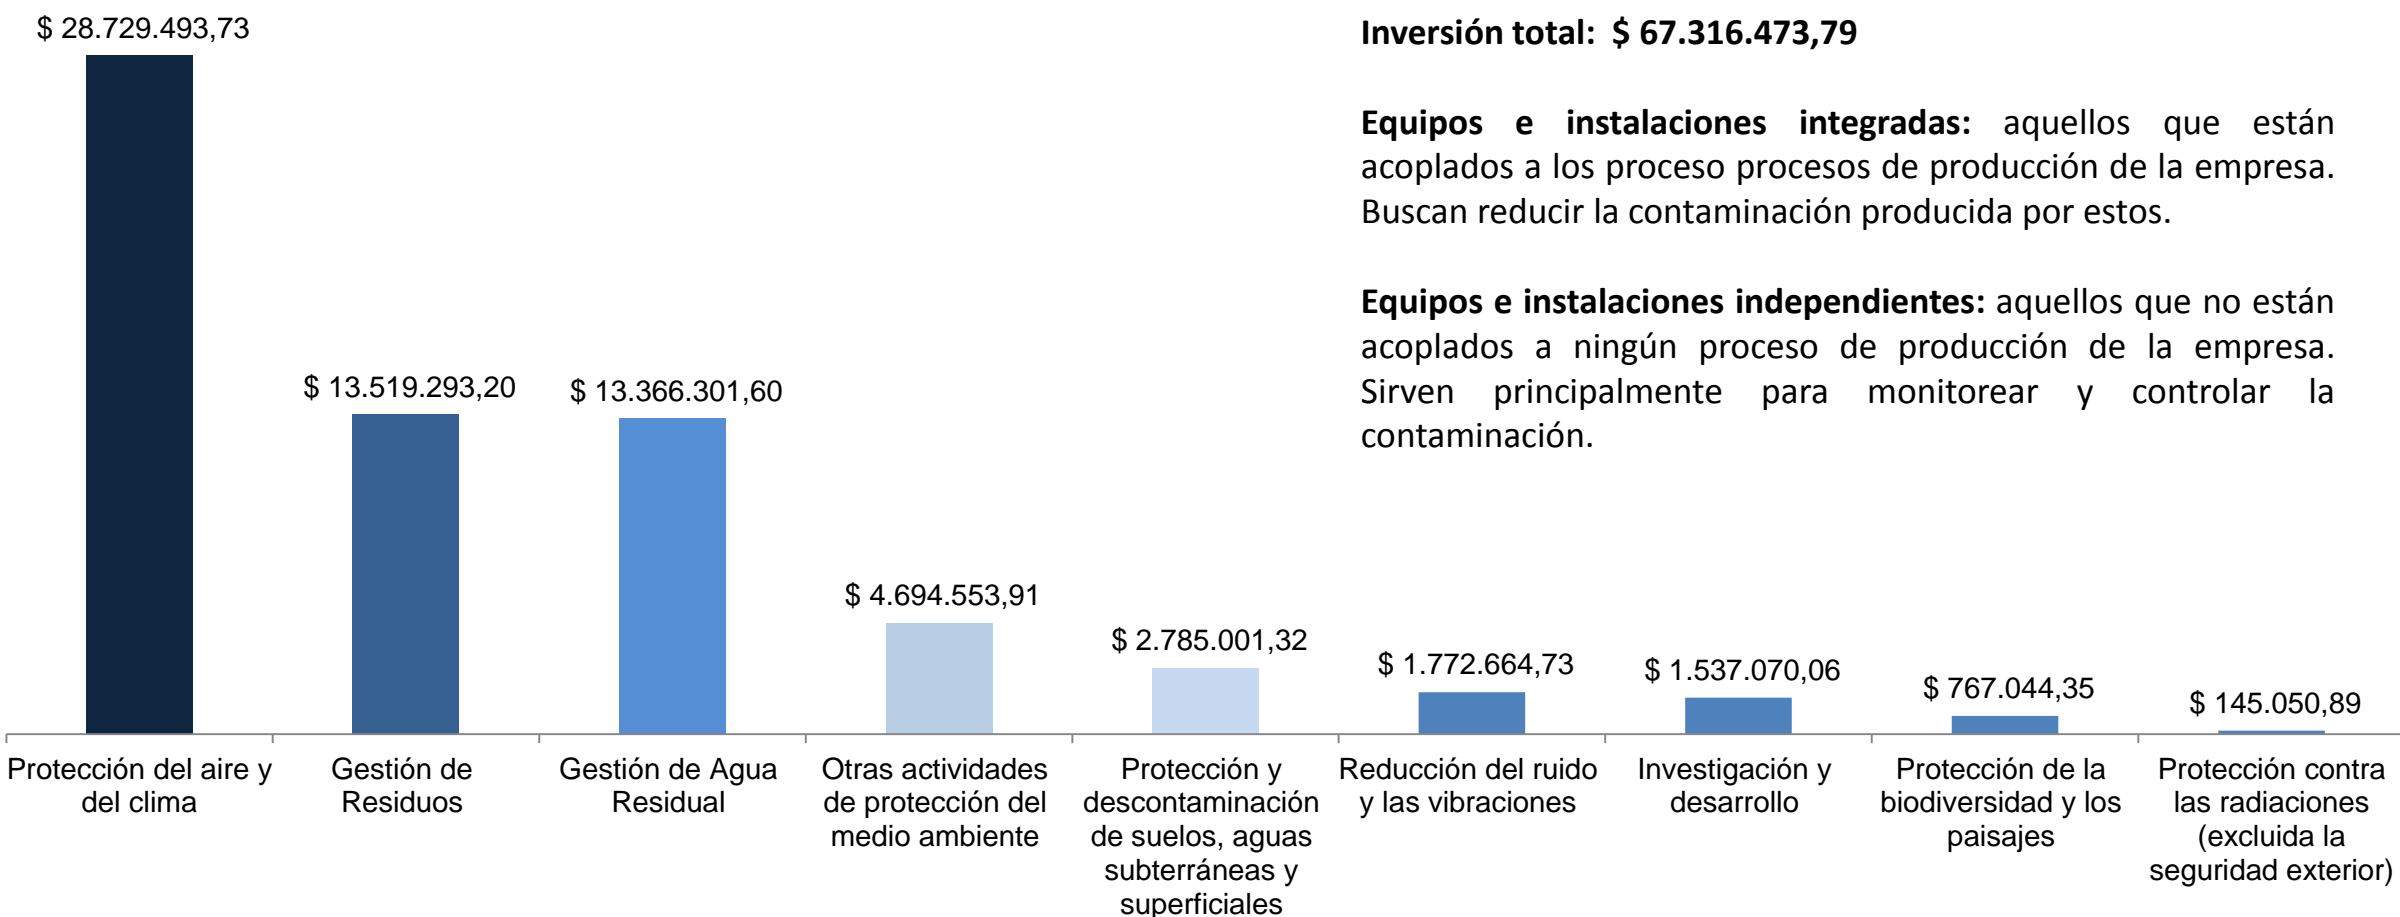 $ 28.729.493,73
$ 13.519.293,20
$ 13.366.301,60
$ 4.694.553,91
$ 2.785.001,32
$ 1.772.664,73
$ 1.537.070,06
$ 767.044,35
$ 145.050,89
Inversión total: $ 67.316.473,79
Equipos e instalaciones integradas: aquellos que están
acoplados a los proceso procesos de producción de la empresa.
Buscan reducir la contaminación producida por estos.
Equipos e instalaciones independientes: aquellos que no están
acoplados a ningún proceso de producción de la empresa.
Sirven principalmente para monitorear y controlar la
contaminación.
Protección del aire y
del clima
Gestión de
Residuos
Gestión de Agua
Residual
Otras actividades
de protección del
medio ambiente
Protección y
descontaminación
de suelos, aguas
subterráneas y
superficiales
Reducción del ruido
y las vibraciones
Investigación y
desarrollo
Protección de la
biodiversidad y los
paisajes
Protección contra
las radiaciones
(excluida la
seguridad exterior)